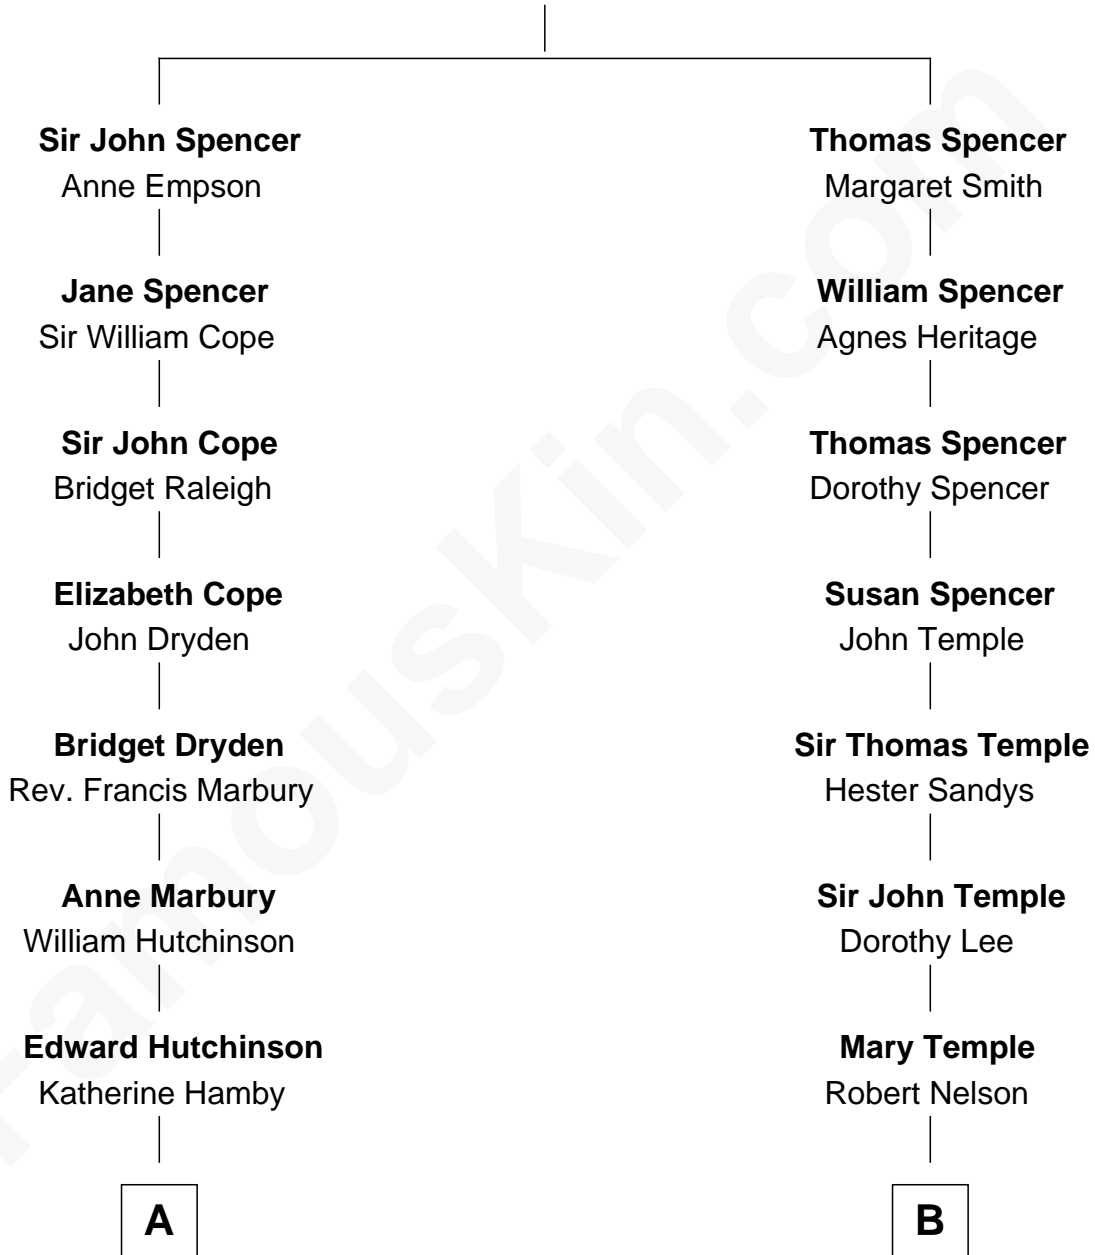 Sir John Spencer
Anne Empson
Jane Spencer
Sir William Cope
Sir John Cope
Bridget Raleigh
Elizabeth Cope
John Dryden
Bridget Dryden
Rev. Francis Marbury
Anne Marbury
William Hutchinson
Edward Hutchinson
Katherine Hamby
A
Thomas Spencer
Margaret Smith
William Spencer
Agnes Heritage
Thomas Spencer
Dorothy Spencer
Susan Spencer
John Temple
Sir Thomas Temple
Hester Sandys
Sir John Temple
Dorothy Lee
Mary Temple
Robert Nelson
B
FamousKin.com